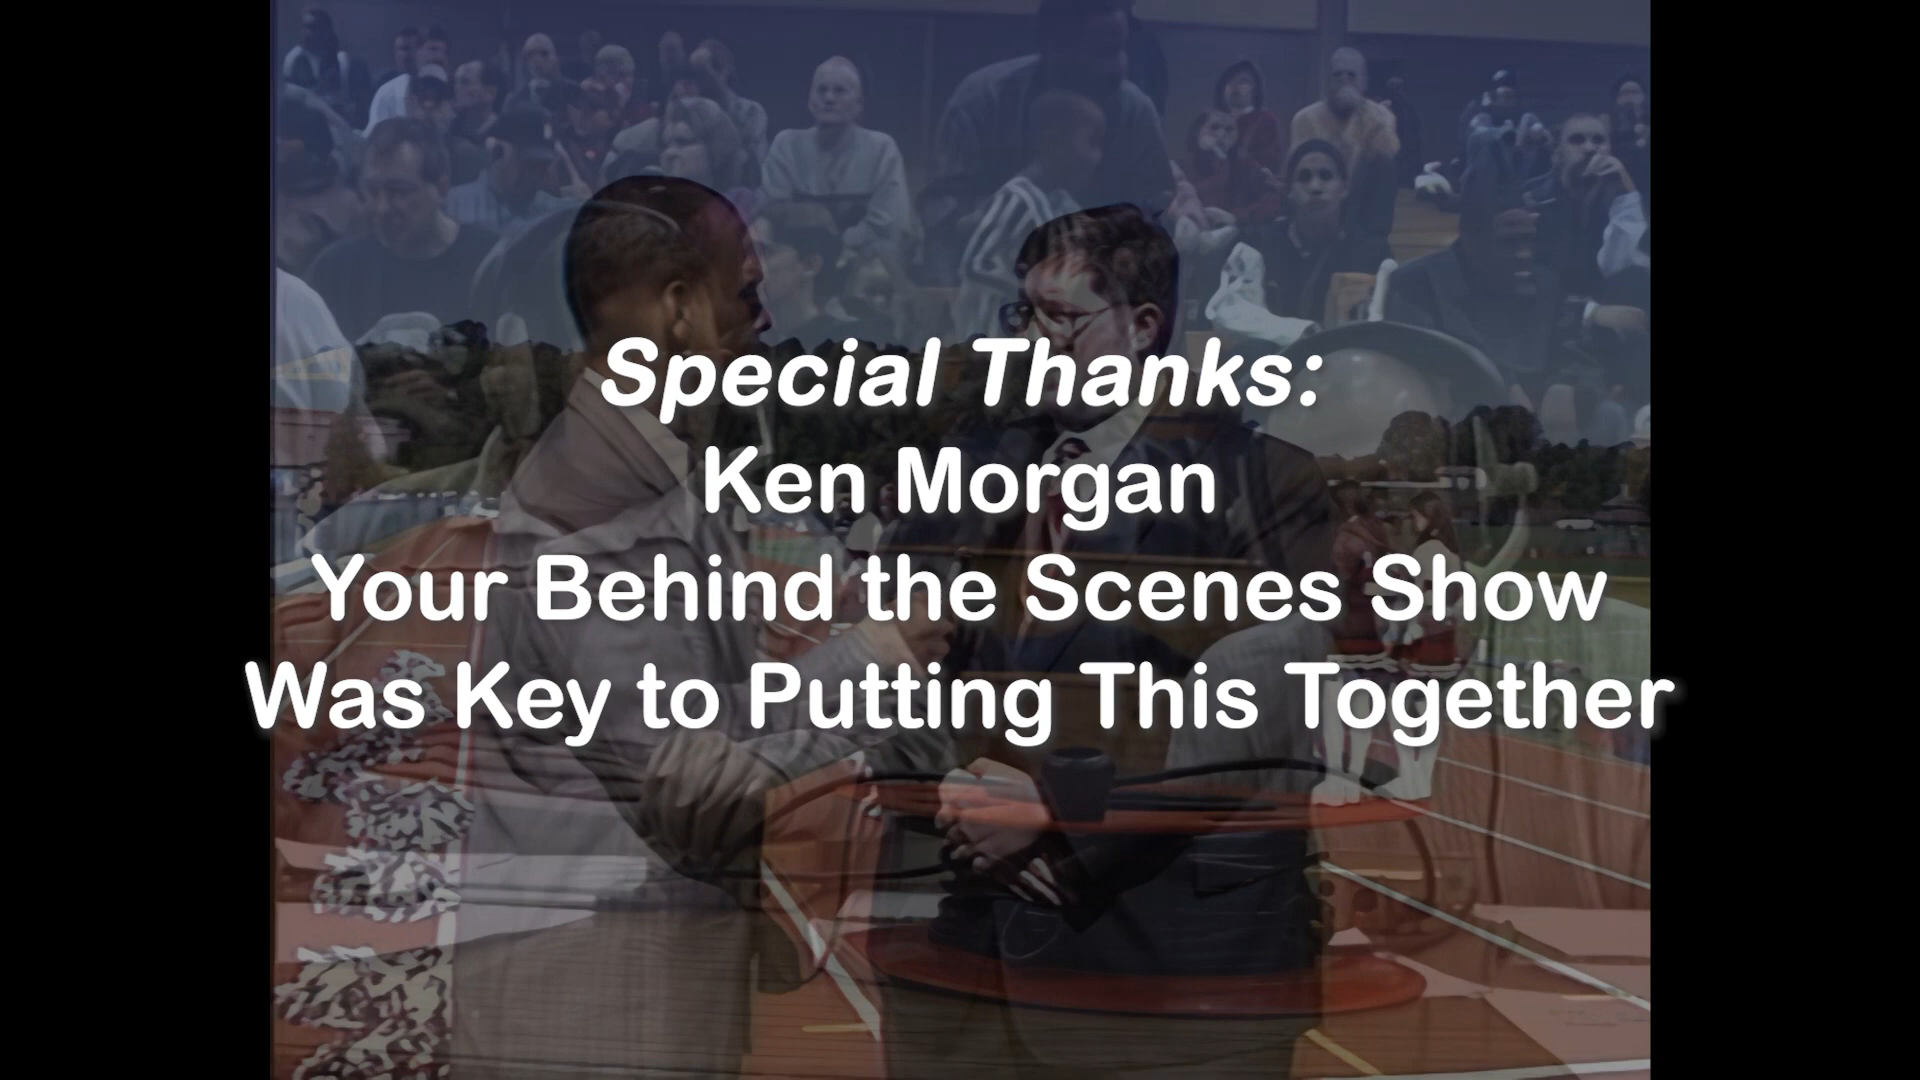 Special Thanks:
Ken Morgan
Your Behind the Scenes Show
Was Key to Putting This Together